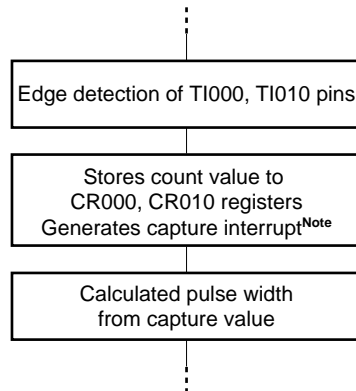 Edge detection of TI000, TI010 pins
Stores count value to
CR000, CR010 registers
Generates capture interruptNote
Calculated pulse width
from capture value